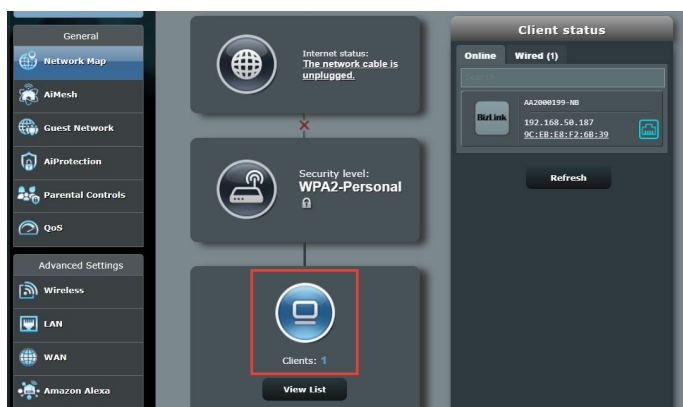 General
Network Map
AiMesh
Guest Network
AiProtection
Parental Controls
QoS
Advanced Settings
Wireless
LAN
WAN
Amazon Alexa
Internet status:
The network cable is
unplugged.
Security level:
WPA2-Personal
Clients: 1
View List
Client status
Online Wired (1)
Search
BizLink
AA2000199-NB
192.168.50.187
9C:EB:E8:F2:6B:39
Refresh